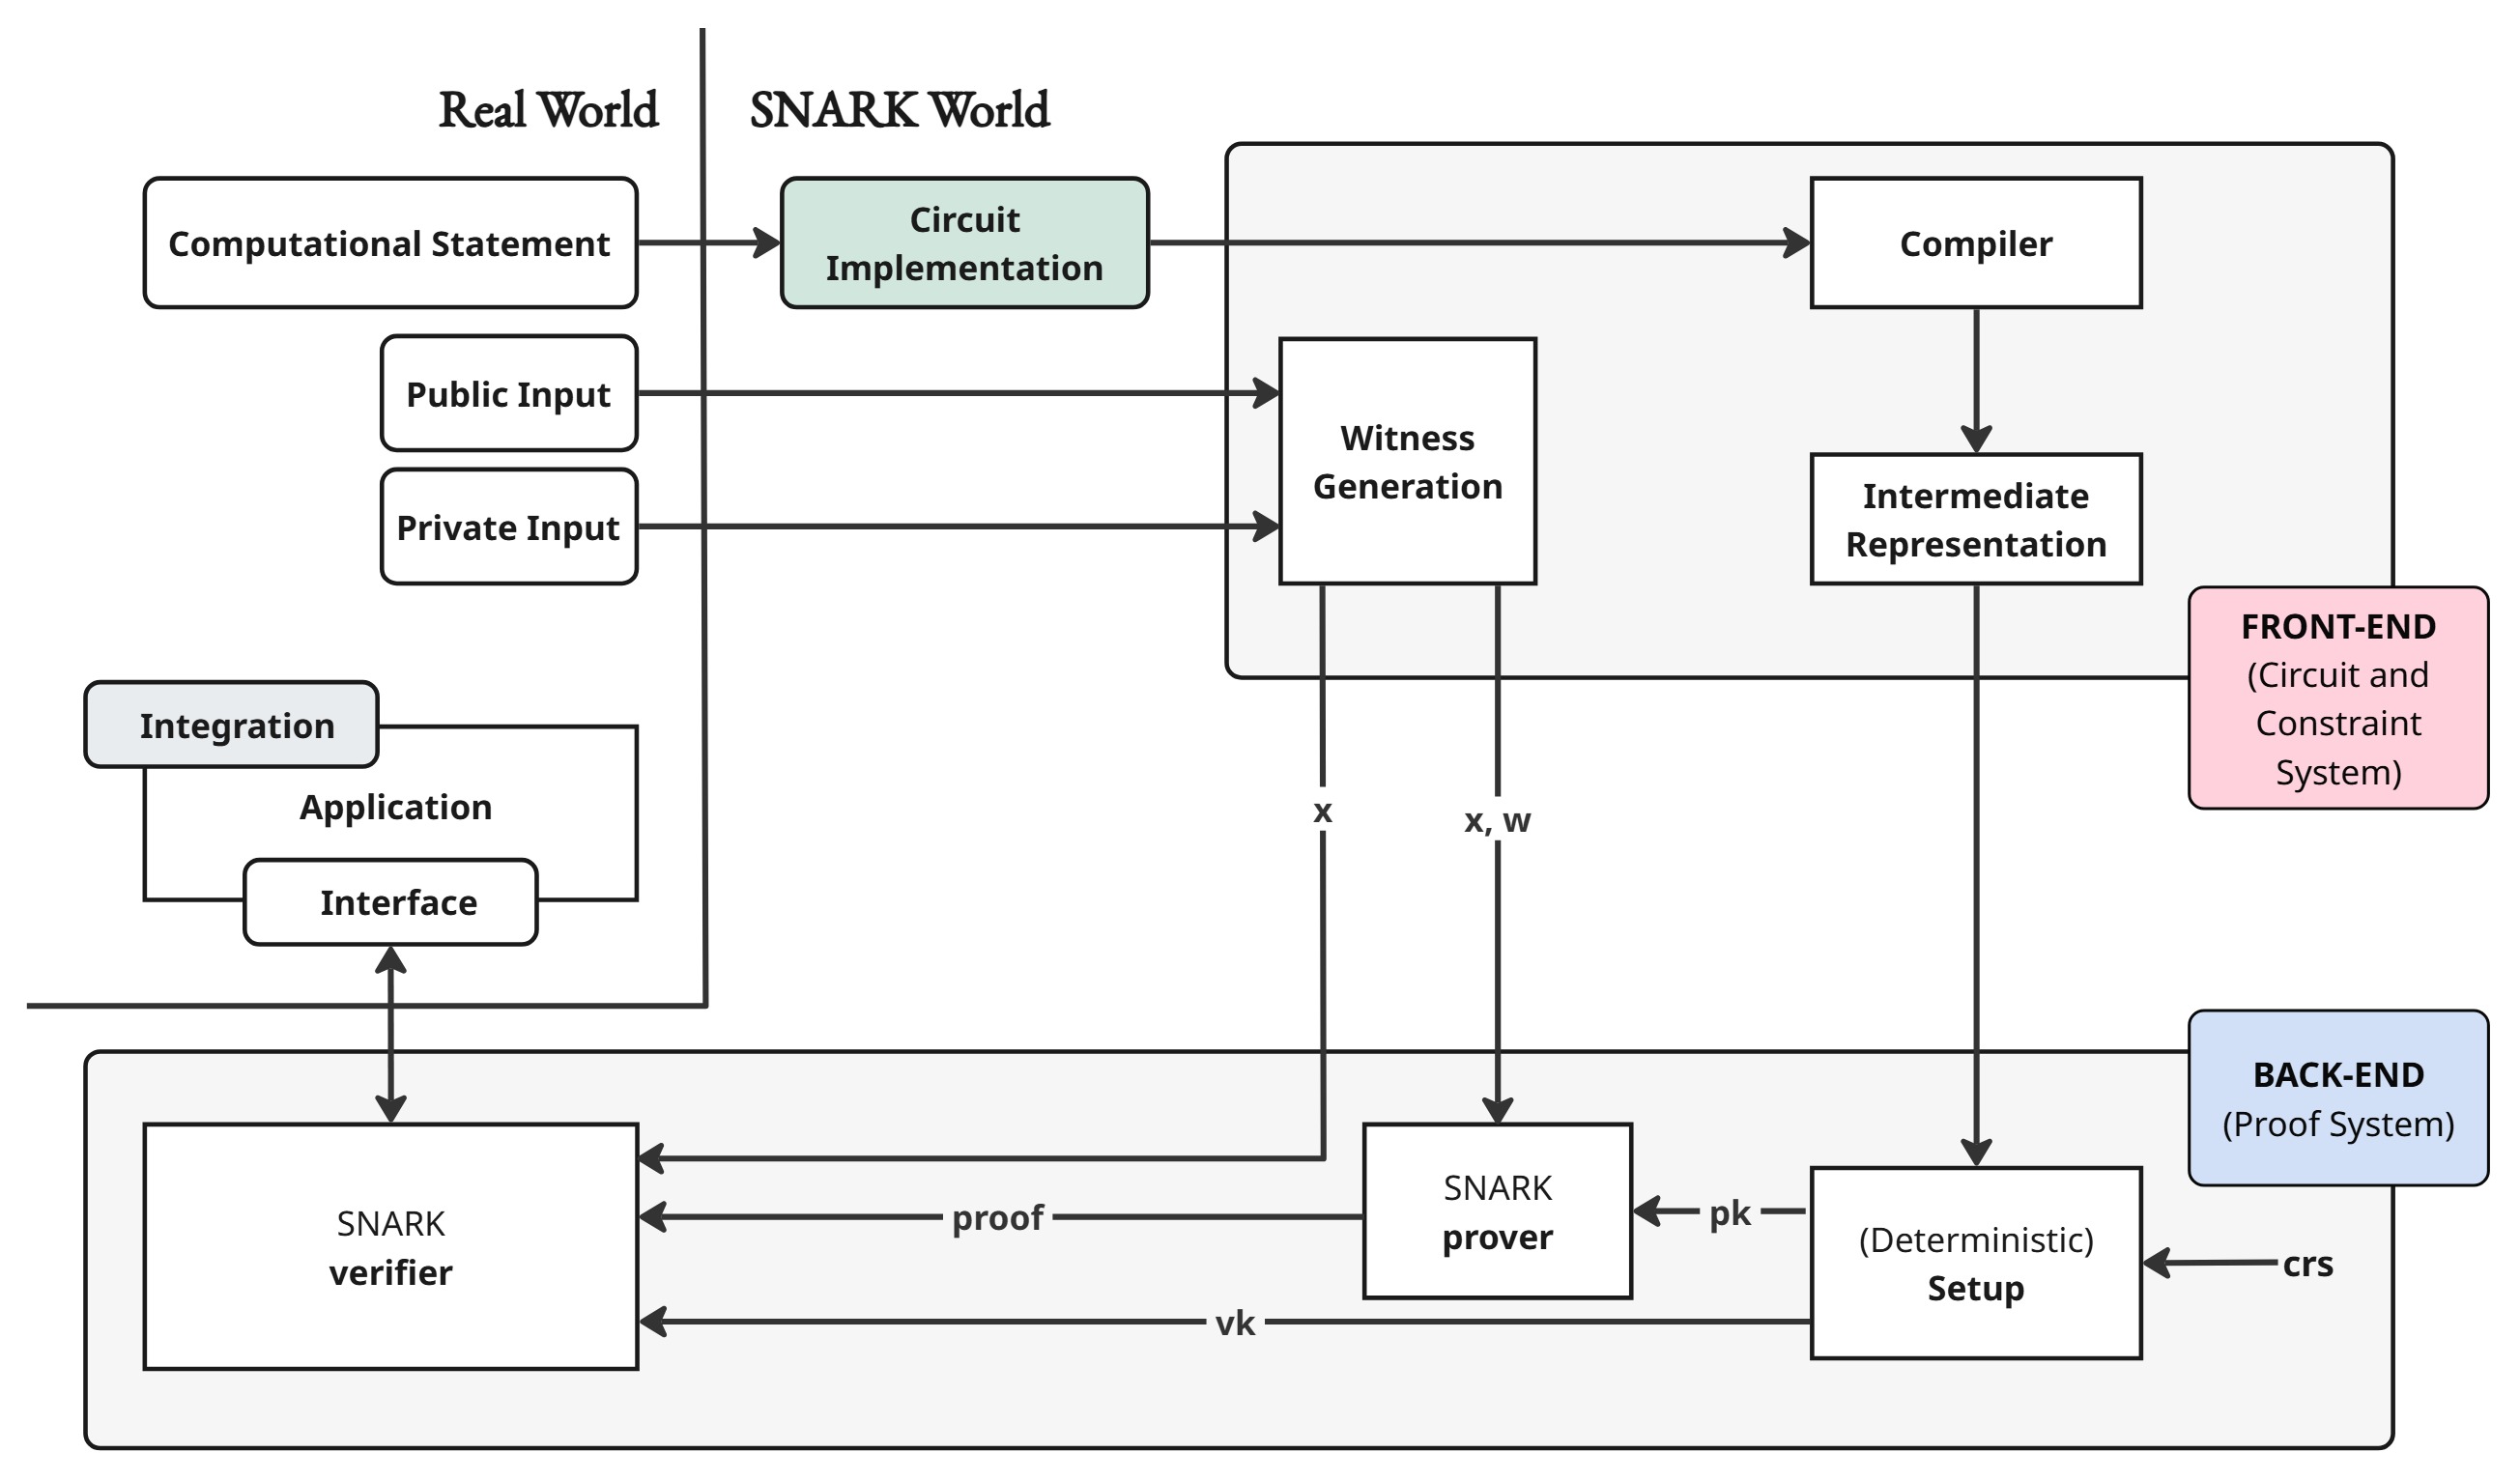 Real World
SNARK World
Computational Statement
Circuit
Implementation
Compiler
Public Input
Private Input
Witness
Generation
Intermediate
Representation
FRONT-END
(Circuit and
Constraint
System)
Integration
Application
Interface
x
x, w
BACK-END
(Proof System)
SNARK
verifier
proof
SNARK
prover
pk
(Deterministic)
Setup
crs
vk